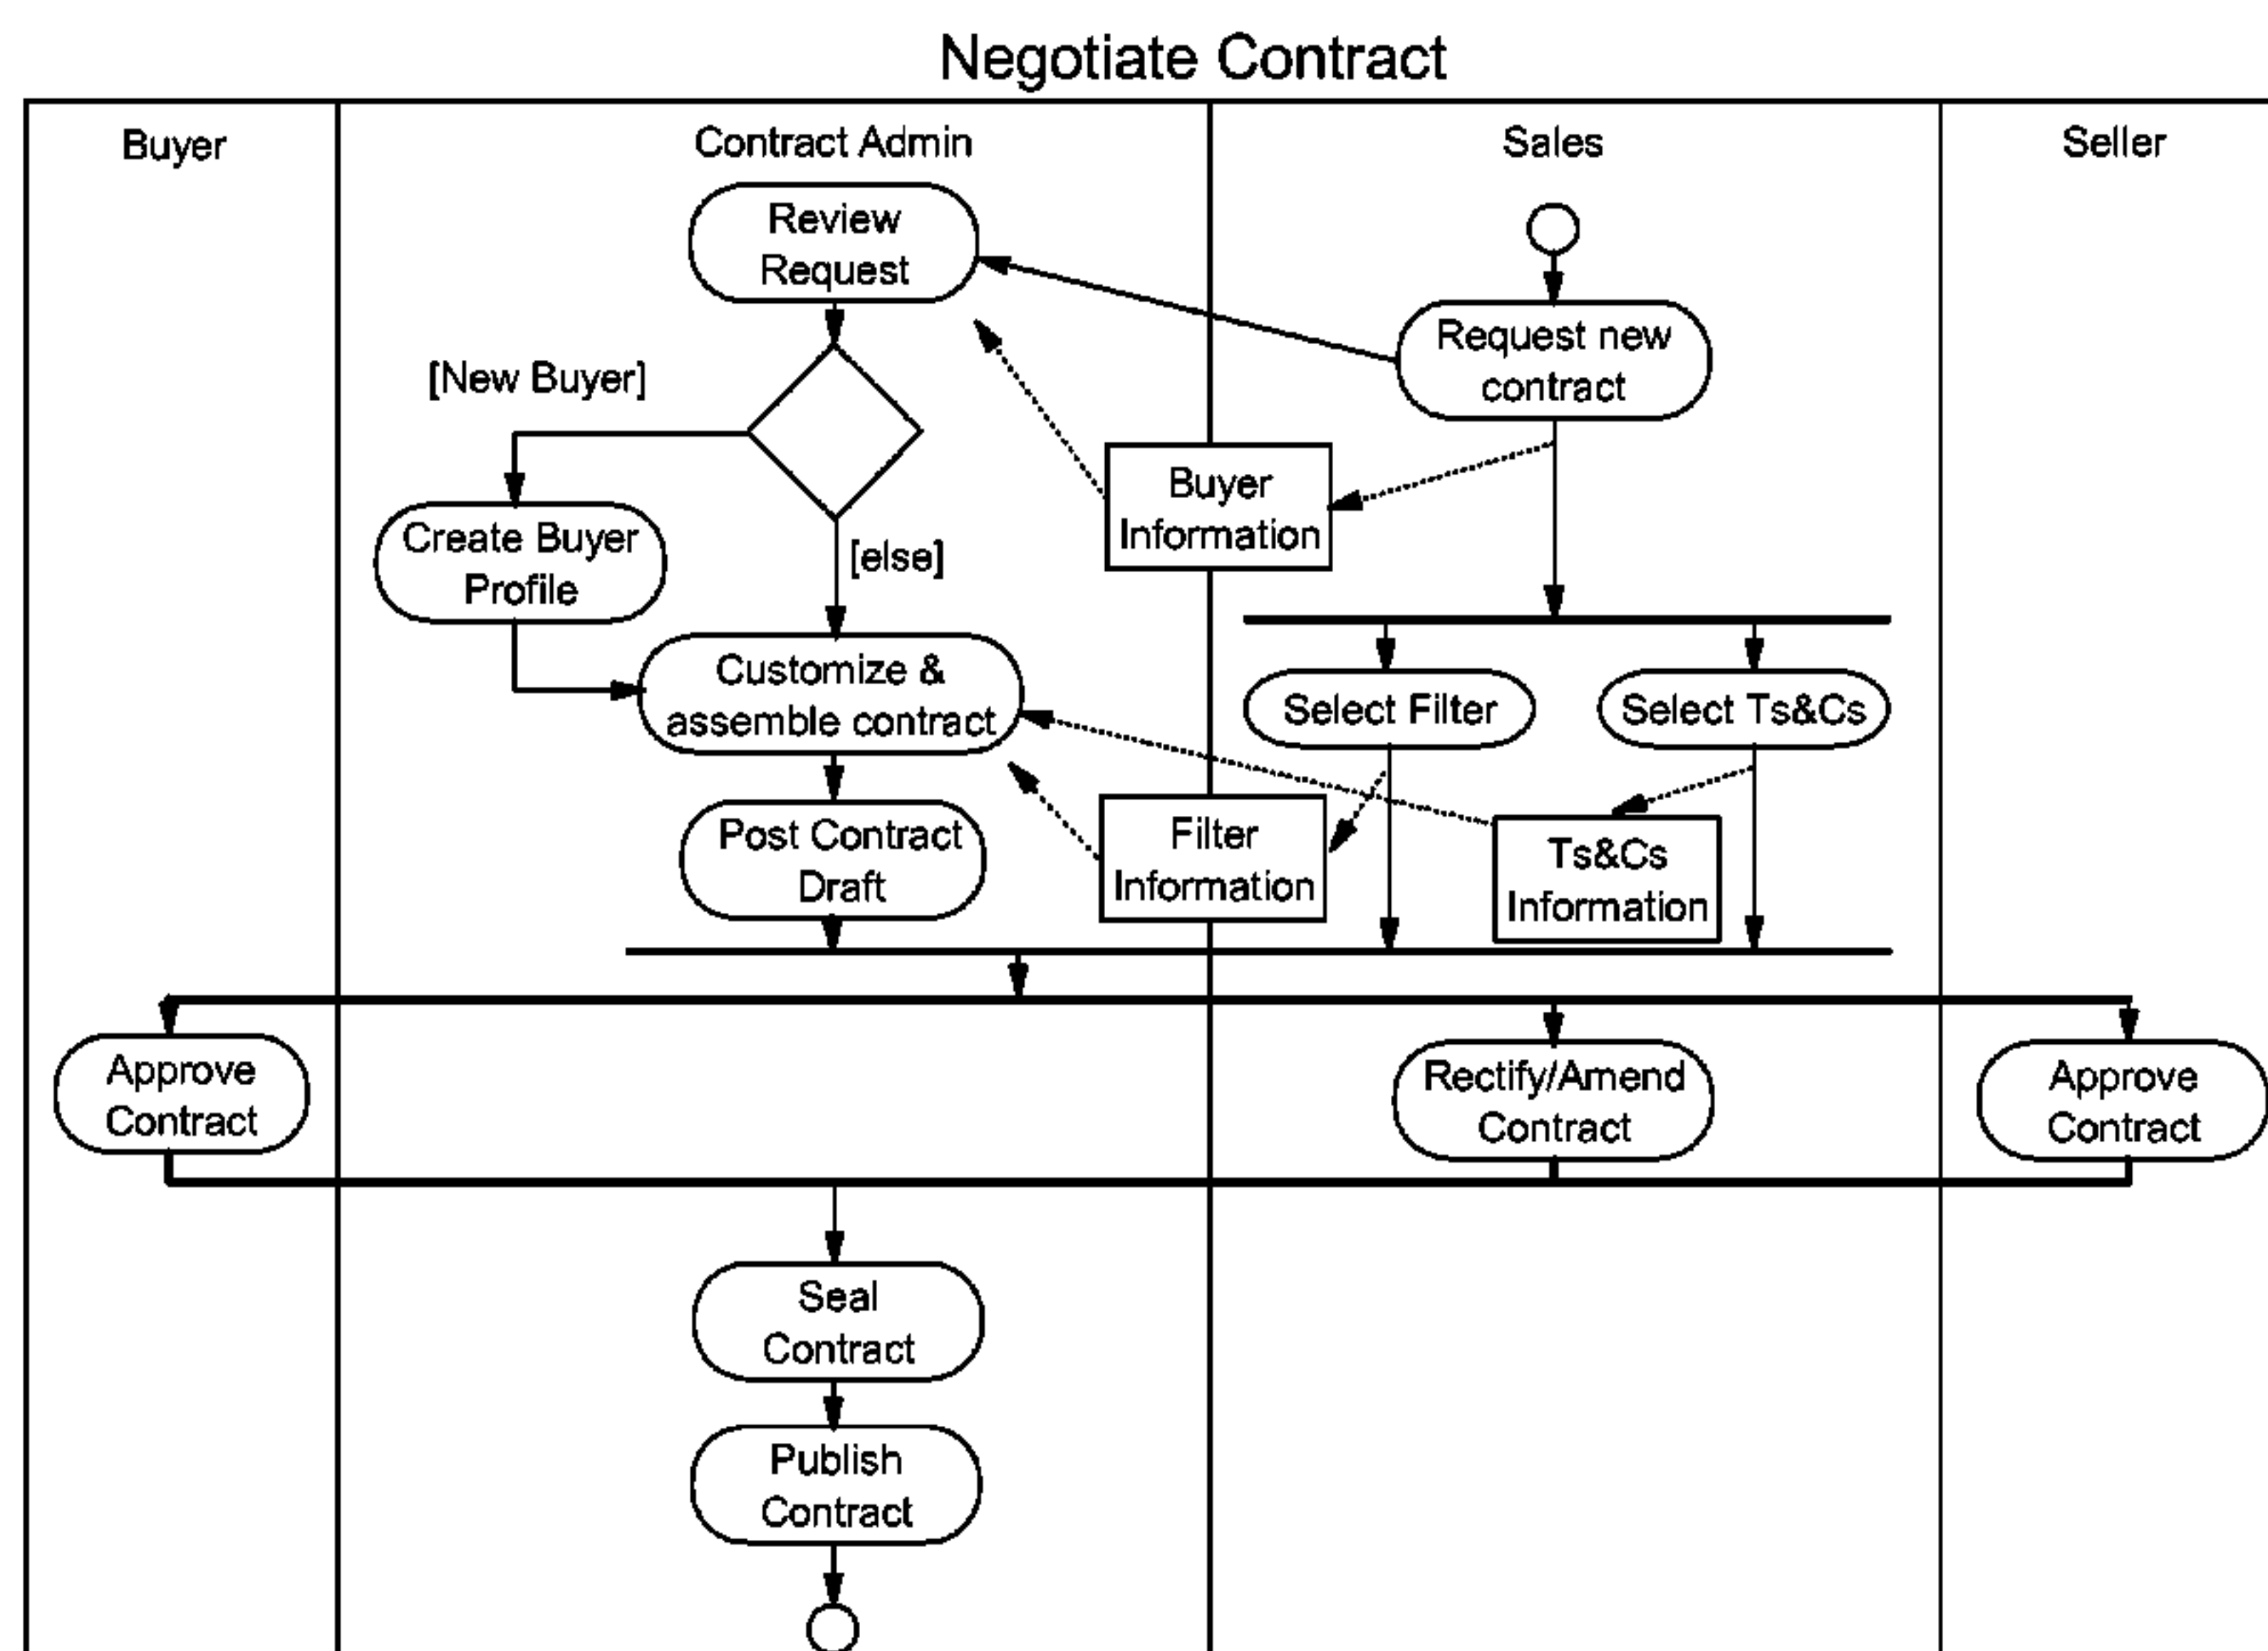 Negotiate Contract
Buyer
Contract Admin
Sales
Seller
Review
Request
Request new
contract
[New Buyer]
Buyer
Information
Create Buyer
Profile
[else]
Customize &
assemble contract
Select Filter
Select Ts&Cs
Post Contract
Draft
Filter
Information
Ts&Cs
Information
Approve
Contract
Rectify/Amend
Contract
Approve
Contract
Seal
Contract
Publish
Contract